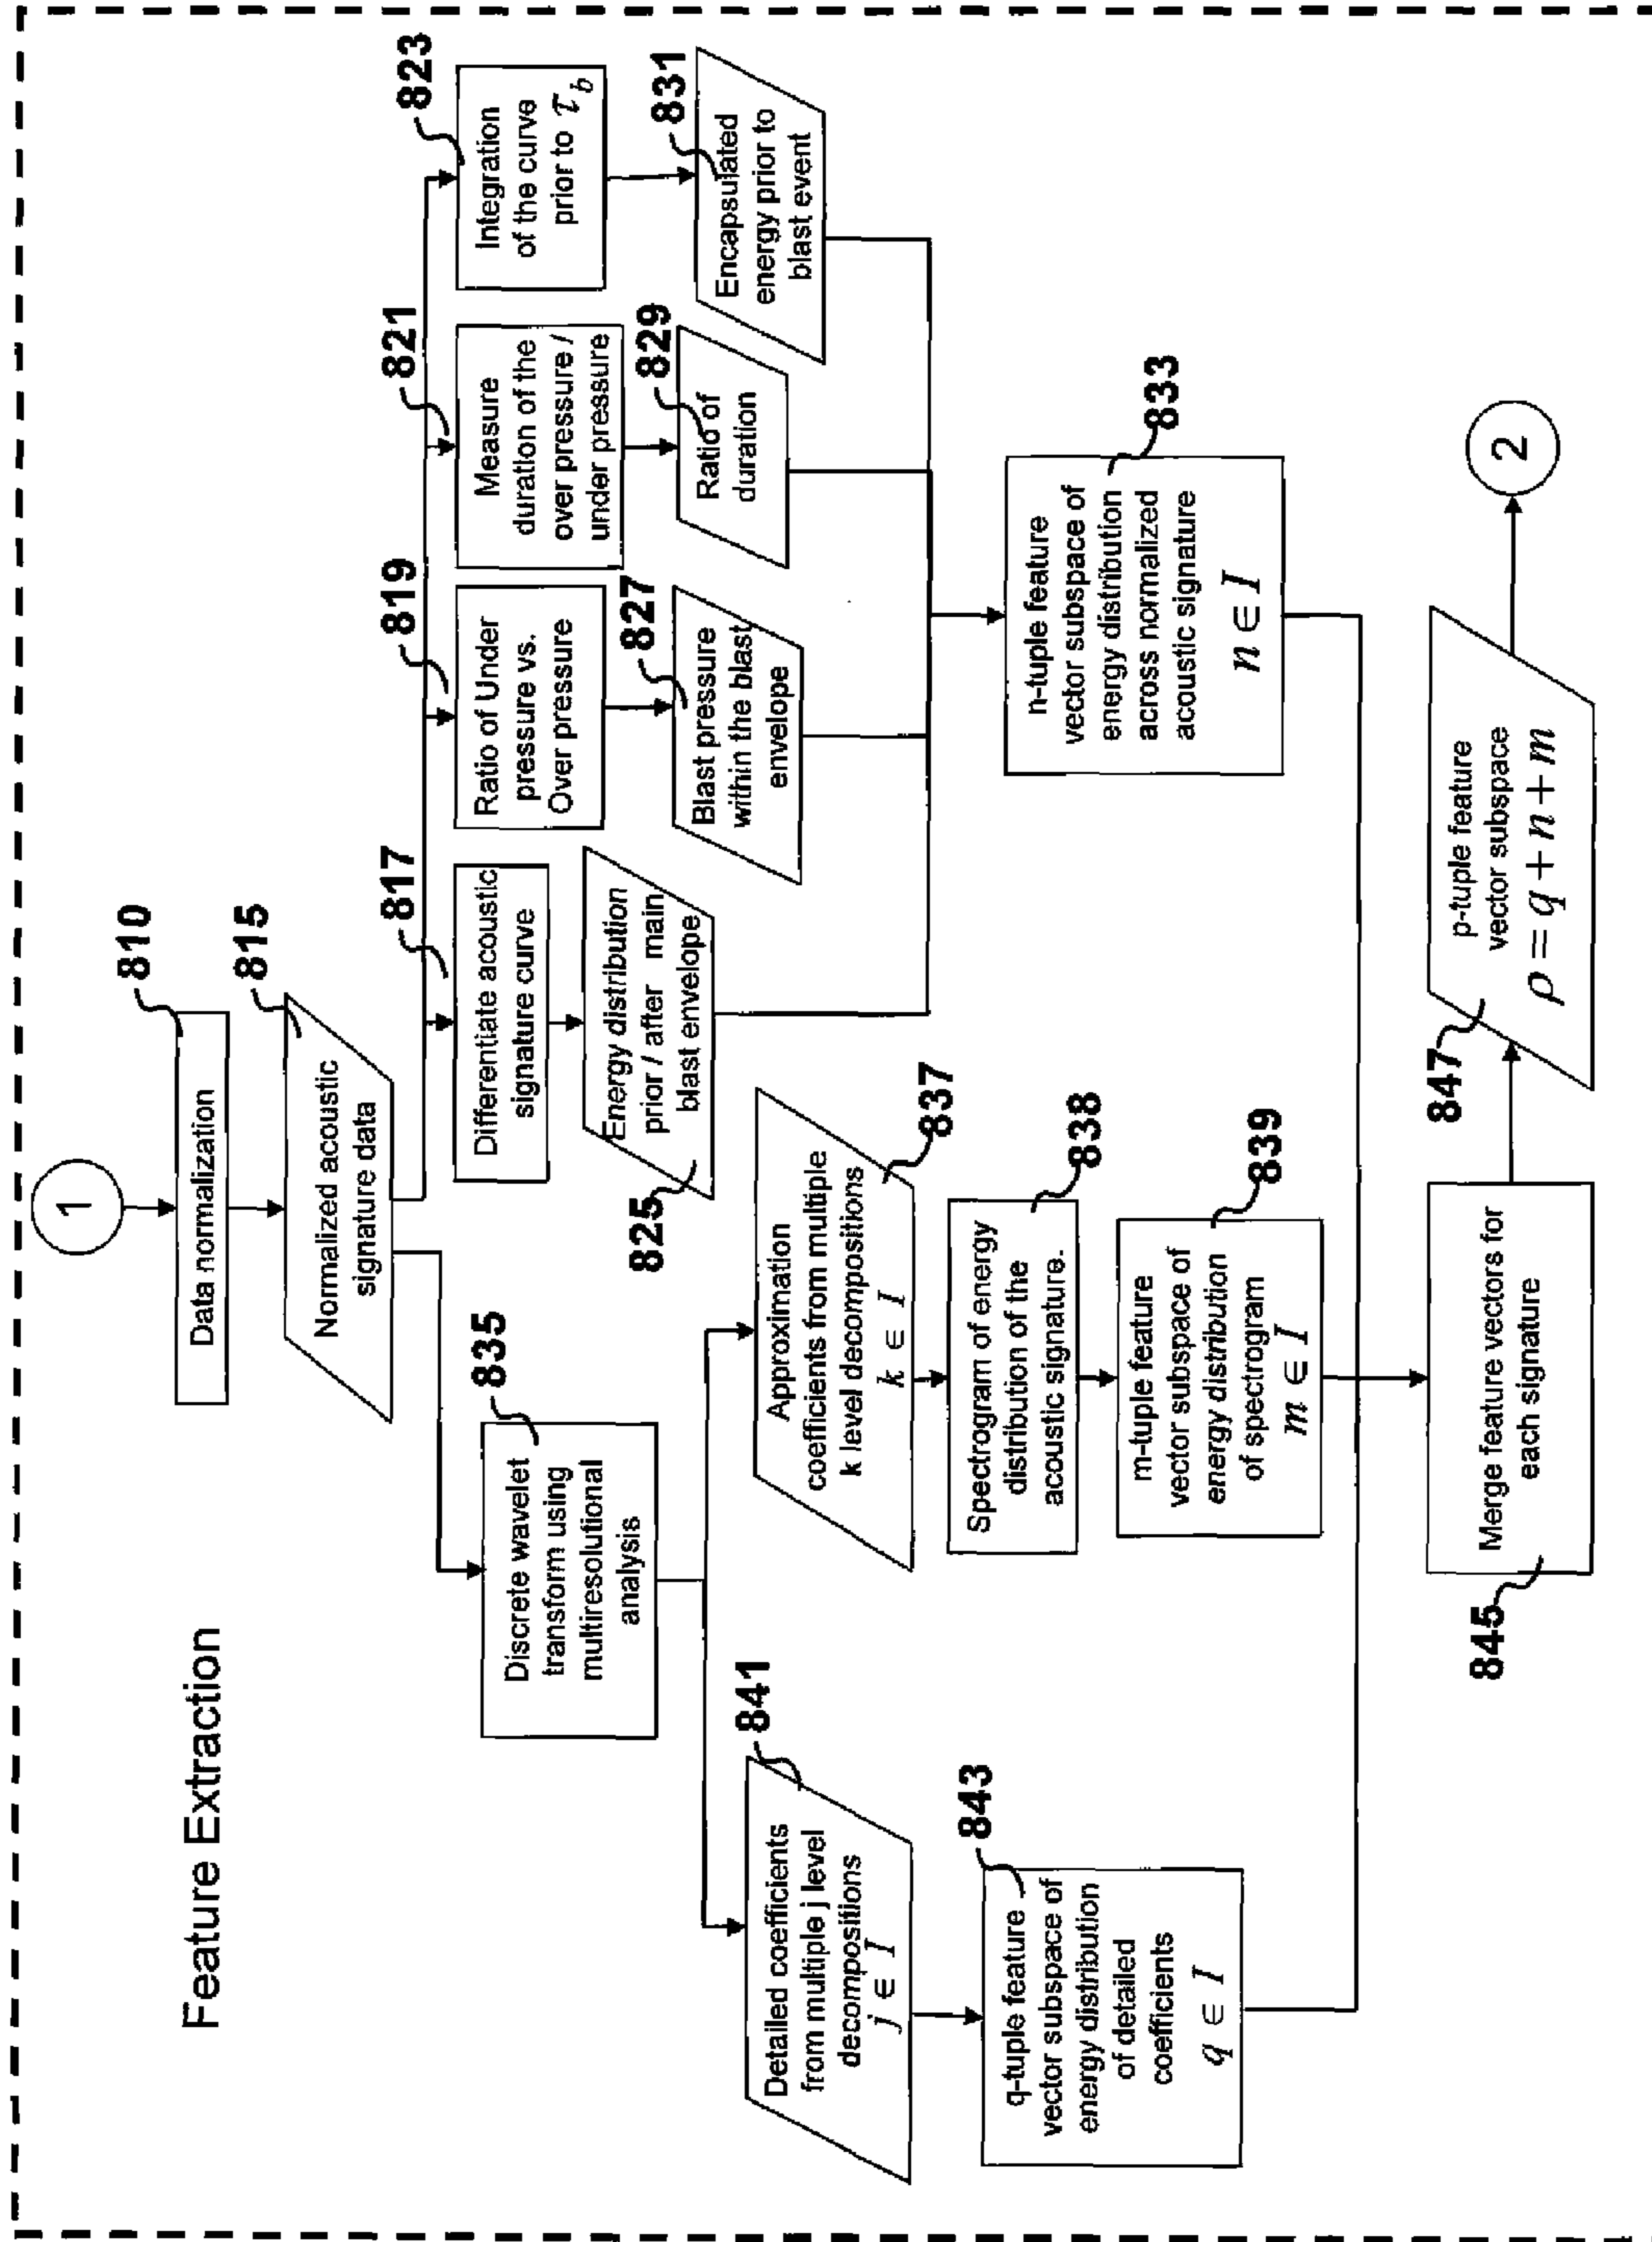 Feature Extraction
1
810
Data normalization
815
Normalized acoustic
signature data
817
Differentiate acoustic
signature curve
819
Ratio of Under
pressure vs.
Over pressure
821
Measure
duration of the
over pressure /
under pressure
823
Integration
of the curve
prior to τb
825
Energy distribution
prior / after main
blast envelope
827
Blast pressure
within the blast
envelope
829
Ratio of
duration
831
Encapsulated
energy prior to
blast event
833
n-tuple feature
vector subspace of
energy distribution
across normalized
acoustic signature
n ∈ I
835
Discrete wavelet
transform using
multiresolutional
analysis
841
Detailed coefficients
from multiple j level
decompositions
j ∈ I
837
Approximation
coefficients from multiple
k level decompositions
k ∈ I
838
Spectrogram of energy
distribution of the
acoustic signature.
839
m-tuple feature
vector subspace of
energy distribution
of spectrogram
m ∈ I
843
q-tuple feature
vector subspace of
energy distribution
of detailed
coefficients
q ∈ I
845
Merge feature vectors for
each signature
847
p-tuple feature
vector subspace
ρ = q + n + m
2